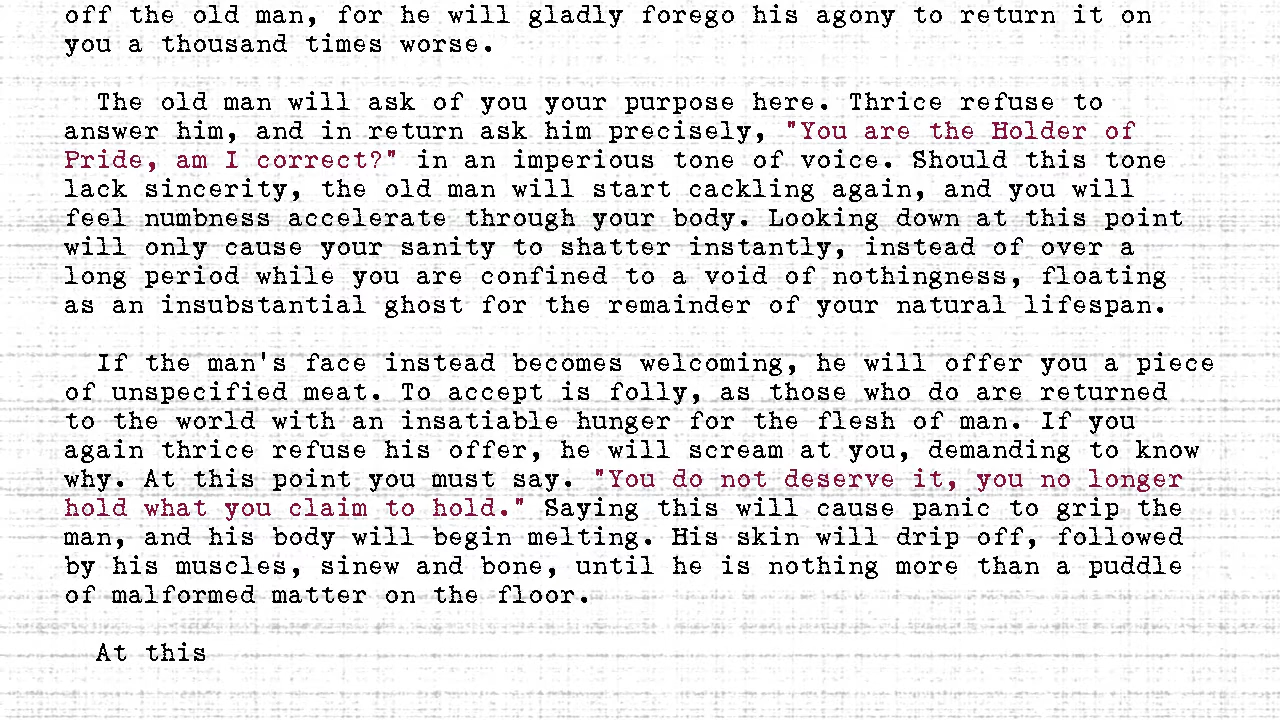 off the old man, for he will gladly forego his agony to return it on
you a thousand times worse.
The old man will ask of you your purpose here. Thrice refuse to
answer him, and in return ask him precisely, "You are the Holder of
Pride, am I correct?" in an imperious tone of voice. Should this tone
lack sincerity, the old man will start cackling again, and you will
feel numbness accelerate through your body. Looking down at this point
will only cause your sanity to shatter instantly, instead of over a
long period while you are confined to a void of nothingness, floating
as an insubstantial ghost for the remainder of your natural lifespan.
If the man's face instead becomes welcoming, he will offer you a piece
of unspecified meat. To accept is folly, as those who do are returned
to the world with an insatiable hunger for the flesh of man. If you
again thrice refuse his offer, he will scream at you, demanding to know
why. At this point you must say. "You do not deserve it, you no longer
hold what you claim to hold." Saying this will cause panic to grip the
man, and his body will begin melting. His skin will drip off, followed
by his muscles, sinew and bone, until he is nothing more than a puddle
of malformed matter on the floor.
At this